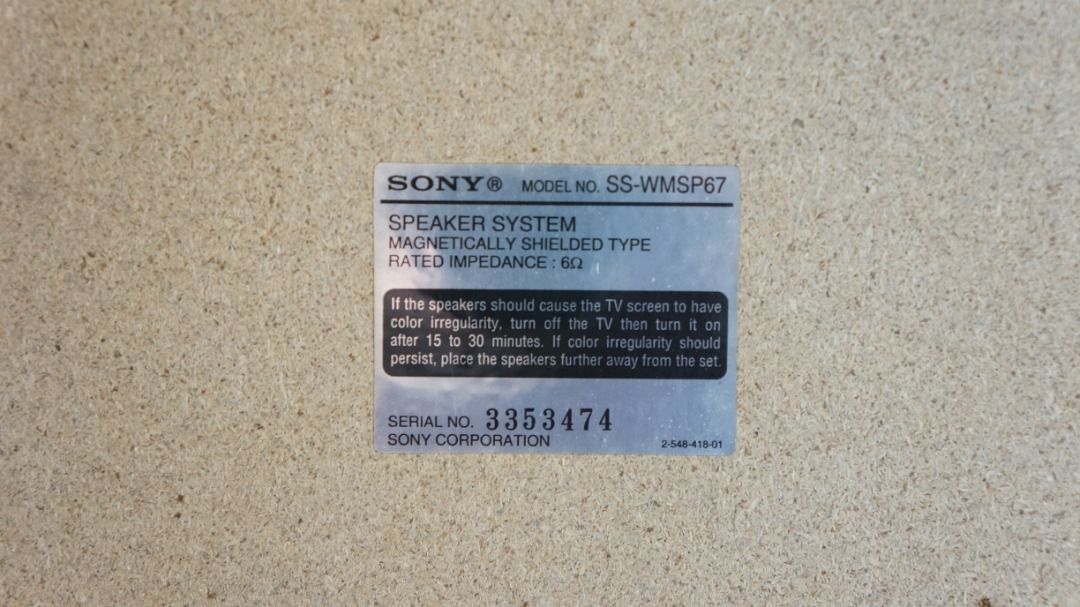 SONY® MODEL NO. SS-WMSP67
SPEAKER SYSTEM
MAGNETICALLY SHIELDED TYPE
RATED IMPEDANCE : 6Ω
If the speakers should cause the TV screen to have
color irregularity, turn off the TV then turn it on
after 15 to 30 minutes. If color irregularity should
persist, place the speakers further away from the set.
SERIAL NO. 3353474
SONY CORPORATION 2-548-418-01